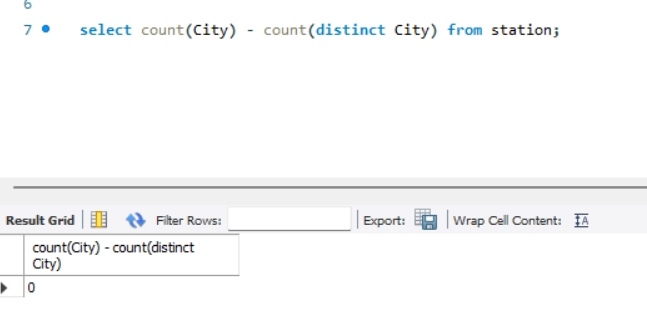 6
7 select count(City) - count(distinct City) from station;
Result Grid Filter Rows: Export: Wrap Cell Content: IA
count(City) - count(distinct
City)
0